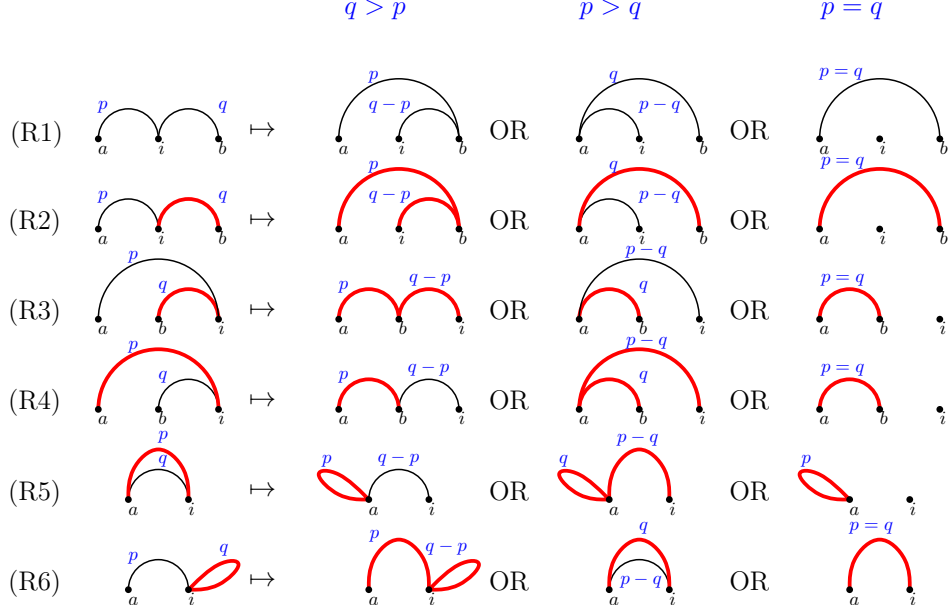 q > p p > q p = q
(R1) p q a i b ↦ p q − p a i b OR q p − q a i b OR p = q a i b
(R2) p q a i b ↦ p q − p a i b OR q p − q a i b OR p = q a i b
(R3) p q a b i ↦ p q − p a b i OR p − q q a b i OR p = q a b i
(R4) p q a b i ↦ p q − p a b i OR p − q q a b i OR p = q a b i
(R5) p q a i ↦ p q − p a i OR q p − q a i OR p a i
(R6) p q a i ↦ p q − p a i OR q p − q a i OR p = q a i